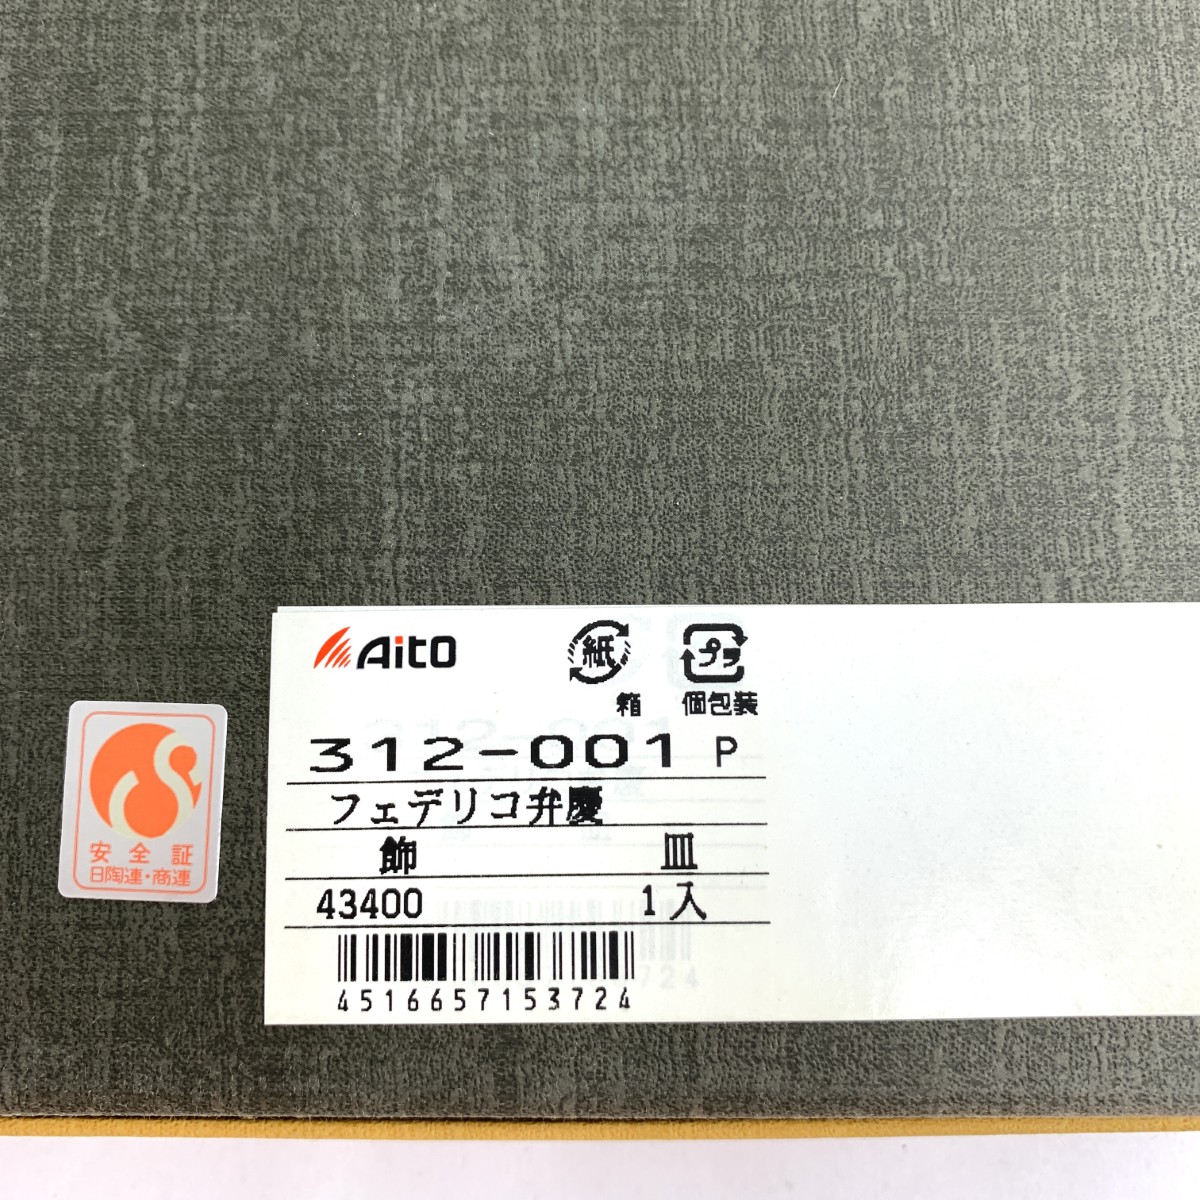 Aito
紙
プラ
箱 個包装
312-001 P
フェデリコ弁慶
飾 皿
43400 1入
4516657153724
安全証
日陶連・商連